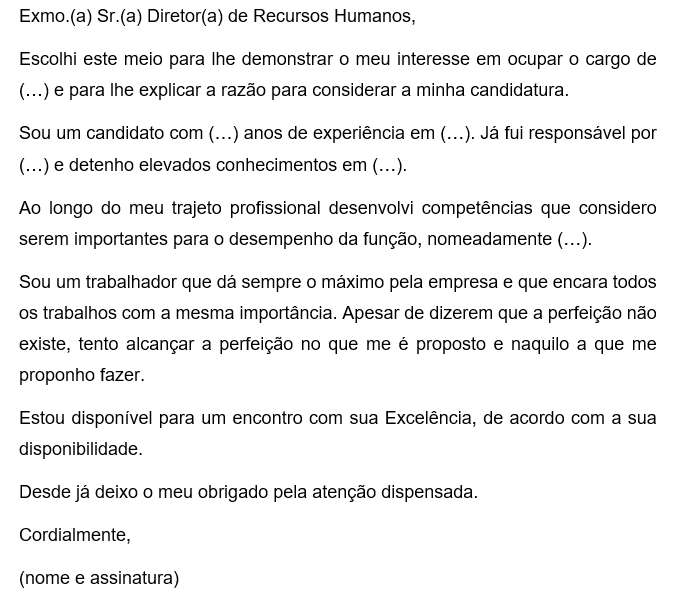 Exmo.(a) Sr.(a) Diretor(a) de Recursos Humanos,
Escolhi este meio para lhe demonstrar o meu interesse em ocupar o cargo de
(…) e para lhe explicar a razão para considerar a minha candidatura.
Sou um candidato com (…) anos de experiência em (…). Já fui responsável por
(…) e detenho elevados conhecimentos em (…).
Ao longo do meu trajeto profissional desenvolvi competências que considero
serem importantes para o desempenho da função, nomeadamente (…).
Sou um trabalhador que dá sempre o máximo pela empresa e que encara todos
os trabalhos com a mesma importância. Apesar de dizerem que a perfeição não
existe, tento alcançar a perfeição no que me é proposto e naquilo a que me
proponho fazer.
Estou disponível para um encontro com sua Excelência, de acordo com a sua
disponibilidade.
Desde já deixo o meu obrigado pela atenção dispensada.
Cordialmente,
(nome e assinatura)